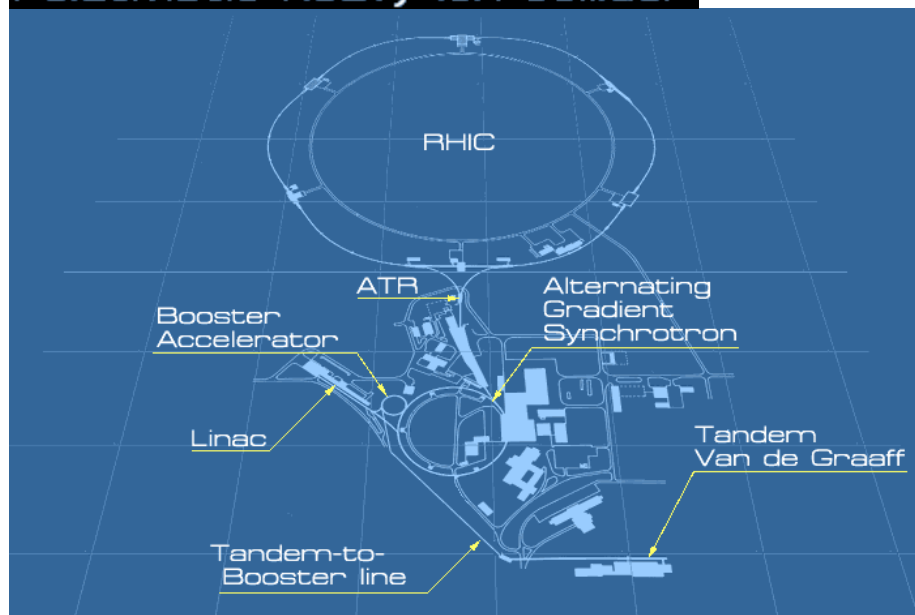 RHIC
ATR
Alternating
Gradient
Synchrotron
Booster
Accelerator
Linac
Tandem
Van de Graaff
Tandem-to-
Booster line